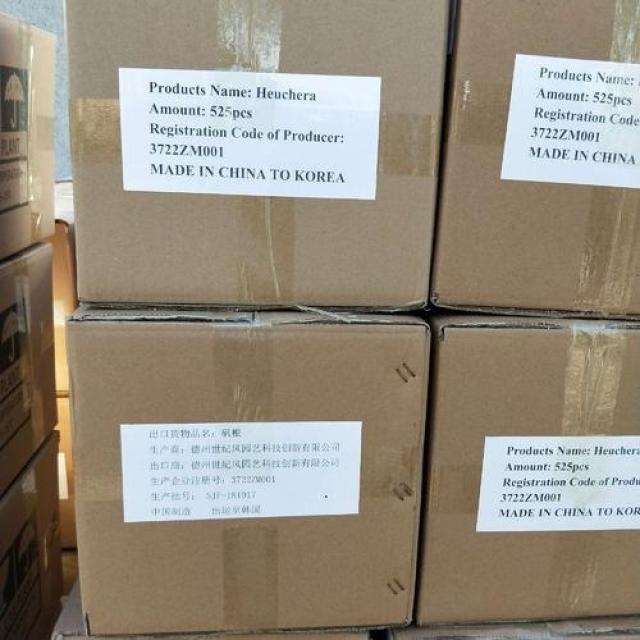 Products Name: Heuchera
Amount: 525pcs
Registration Code of Producer:
3722ZM001
MADE IN CHINA TO KOREA
Products Name:
Amount: 525pcs
Registration Code
3722ZM001
MADE IN CHINA
PLANT
出口货物品名：矾根
生产商：德州世纪风园艺科技创新有限公司
出口商：德州世纪风园艺科技创新有限公司
生产企业注册号：3722ZM001
生产批号： SJF-181017
中国制造 出运至韩国
Products Name: Heuchera
Amount: 525pcs
Registration Code of
3722ZM001
MADE IN CHINA TO